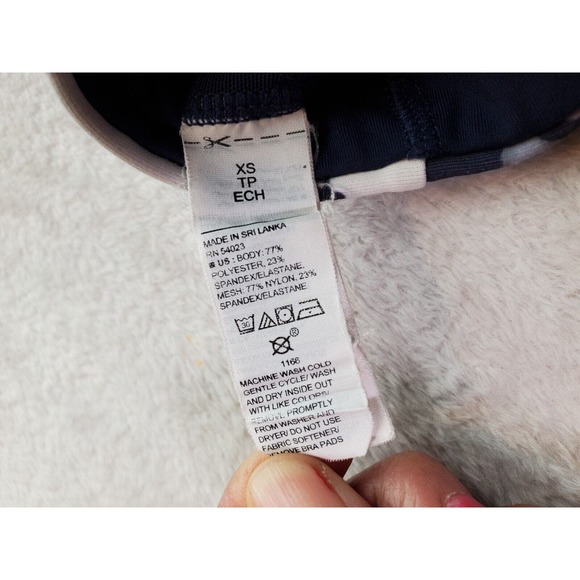 XS
TP
ECH
MADE IN SRI LANKA
RN 54023
US : BODY: 77%
POLYESTER, 23%
SPANDEX/ELASTANE.
MESH: 77% NYLON, 23%
SPANDEX/ELASTANE
30
®
1166
MACHINE WASH COLD
GENTLE CYCLE/ WASH
AND DRY INSIDE OUT
WITH LIKE COLORS/
REMOVE PROMPTLY
FROM WASHER AND
DRYER/ DO NOT USE
FABRIC SOFTENER/
REMOVE BRA PADS